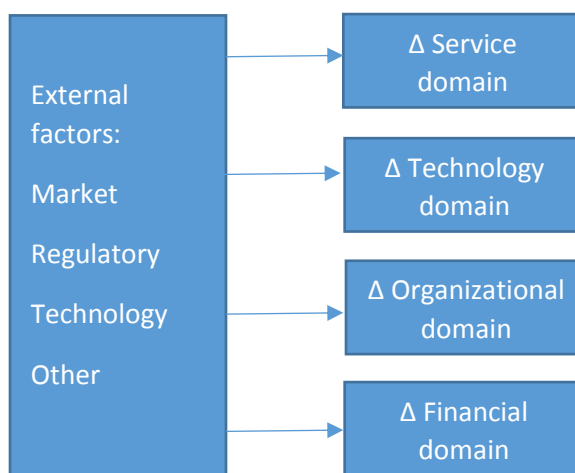 External
factors:
Market
Regulatory
Technology
Other
Δ Service
domain
Δ Technology
domain
Δ Organizational
domain
Δ Financial
domain